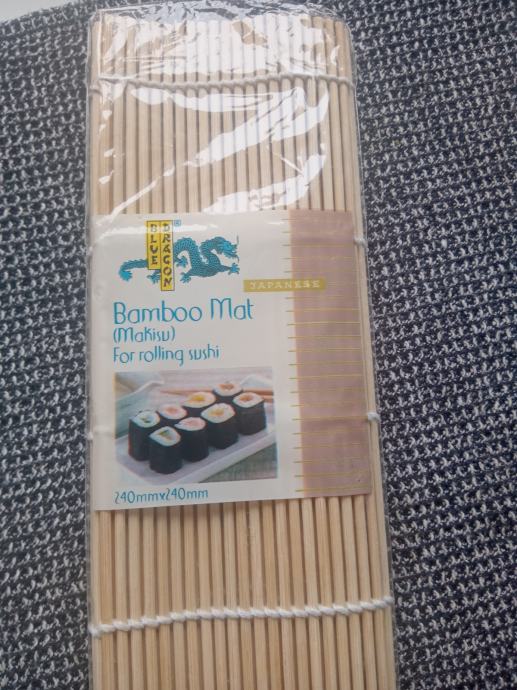 BLUE
DRAGON
®
JAPANESE
Bamboo Mat
(Makisu)
For rolling sushi
240mmx240mm